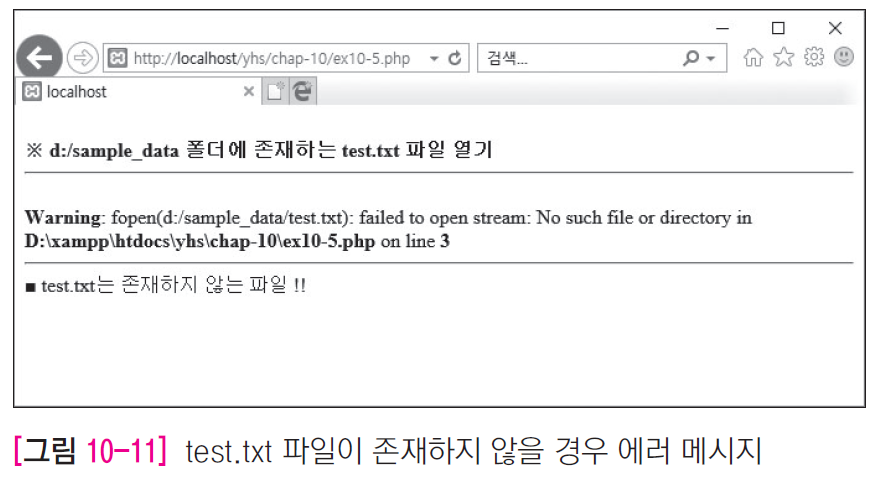 http://localhost/yhs/chap-10/ex10-5.php
검색...
localhost
※ d:/sample_data 폴더에 존재하는 test.txt 파일 열기
Warning: fopen(d:/sample_data/test.txt): failed to open stream: No such file or directory in
D:\xampp\htdocs\yhs\chap-10\ex10-5.php on line 3
■ test.txt는 존재하지 않는 파일 !!
[그림 10-11] test.txt 파일이 존재하지 않을 경우 에러 메시지